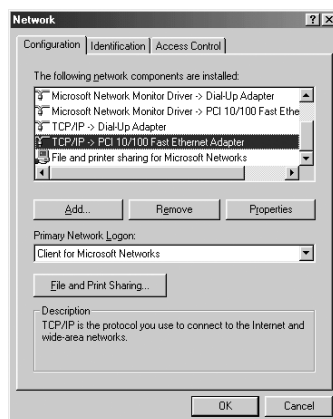 Network
Configuration Identification Access Control
The following network components are installed:
Microsoft Network Monitor Driver -> Dial-Up Adapter
Microsoft Network Monitor Driver -> PCI 10/100 Fast Ethe
TCP/IP -> Dial-Up Adapter
TCP/IP -> PCI 10/100 Fast Ethernet Adapter
File and printer sharing for Microsoft Networks
Add... Remove Properties
Primary Network Logon:
Client for Microsoft Networks
File and Print Sharing...
Description
TCP/IP is the protocol you use to connect to the Internet and
wide-area networks.
OK Cancel